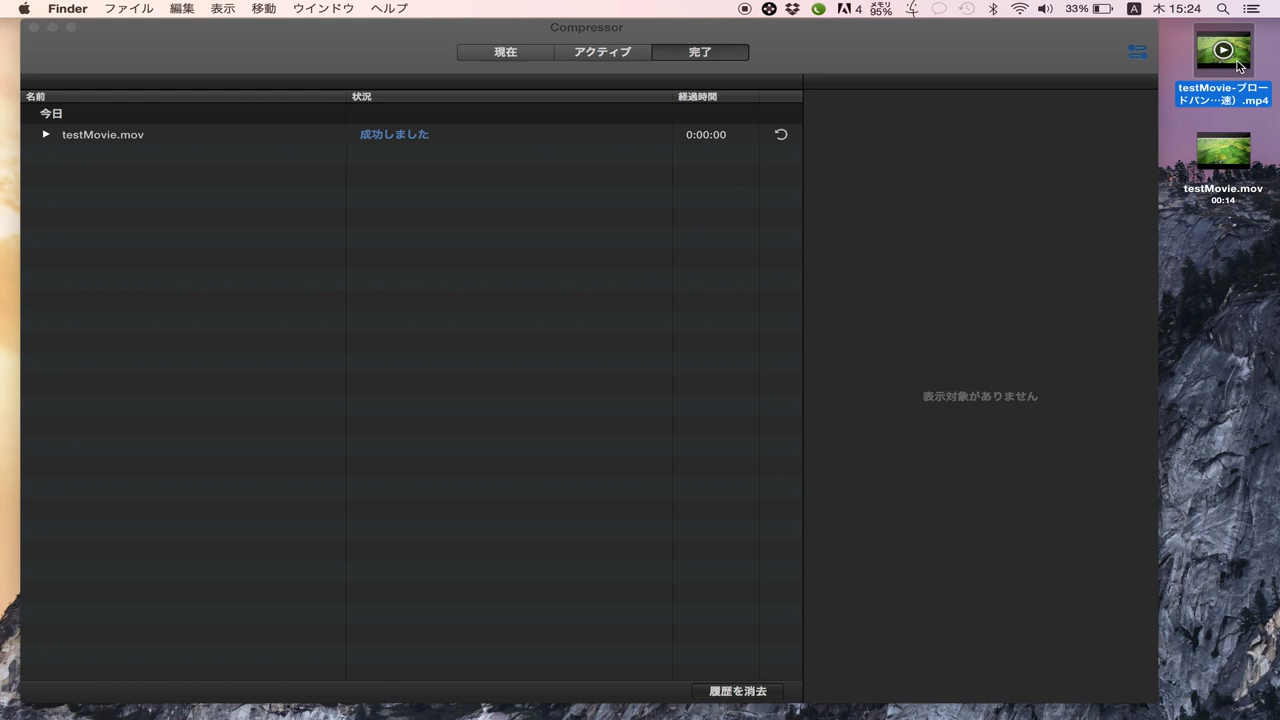 Finder ファイル 編集 表示 移動 ウインドウ ヘルプ 4 メモリ 95% 33% A 木 15:24
Compressor
現在 アクティブ 完了
名前 状況 経過時間
今日
testMovie.mov 成功しました 0:00:00
表示対象がありません
履歴を消去
testMovie-ブロー
ドバン…速）.mp4
testMovie.mov
00:14